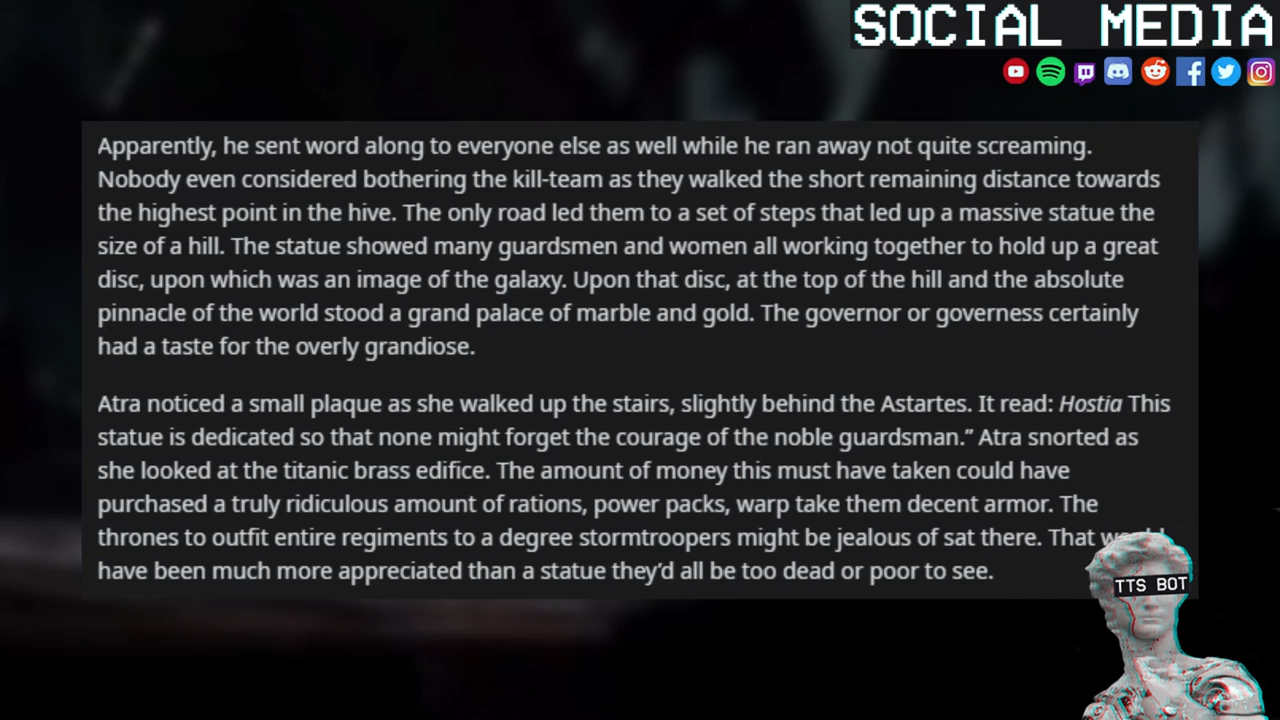 SOCIAL MEDIA
Apparently, he sent word along to everyone else as well while he ran away not quite screaming.
Nobody even considered bothering the kill-team as they walked the short remaining distance towards
the highest point in the hive. The only road led them to a set of steps that led up a massive statue the
size of a hill. The statue showed many guardsmen and women all working together to hold up a great
disc, upon which was an image of the galaxy. Upon that disc, at the top of the hill and the absolute
pinnacle of the world stood a grand palace of marble and gold. The governor or governess certainly
had a taste for the overly grandiose.
Atra noticed a small plaque as she walked up the stairs, slightly behind the Astartes. It read: Hostia This
statue is dedicated so that none might forget the courage of the noble guardsman.” Atra snorted as
she looked at the titanic brass edifice. The amount of money this must have taken could have
purchased a truly ridiculous amount of rations, power packs, warp take them decent armor. The
thrones to outfit entire regiments to a degree stormtroopers might be jealous of sat there. That
have been much more appreciated than a statue they’d all be too dead or poor to see.
TTS BOT